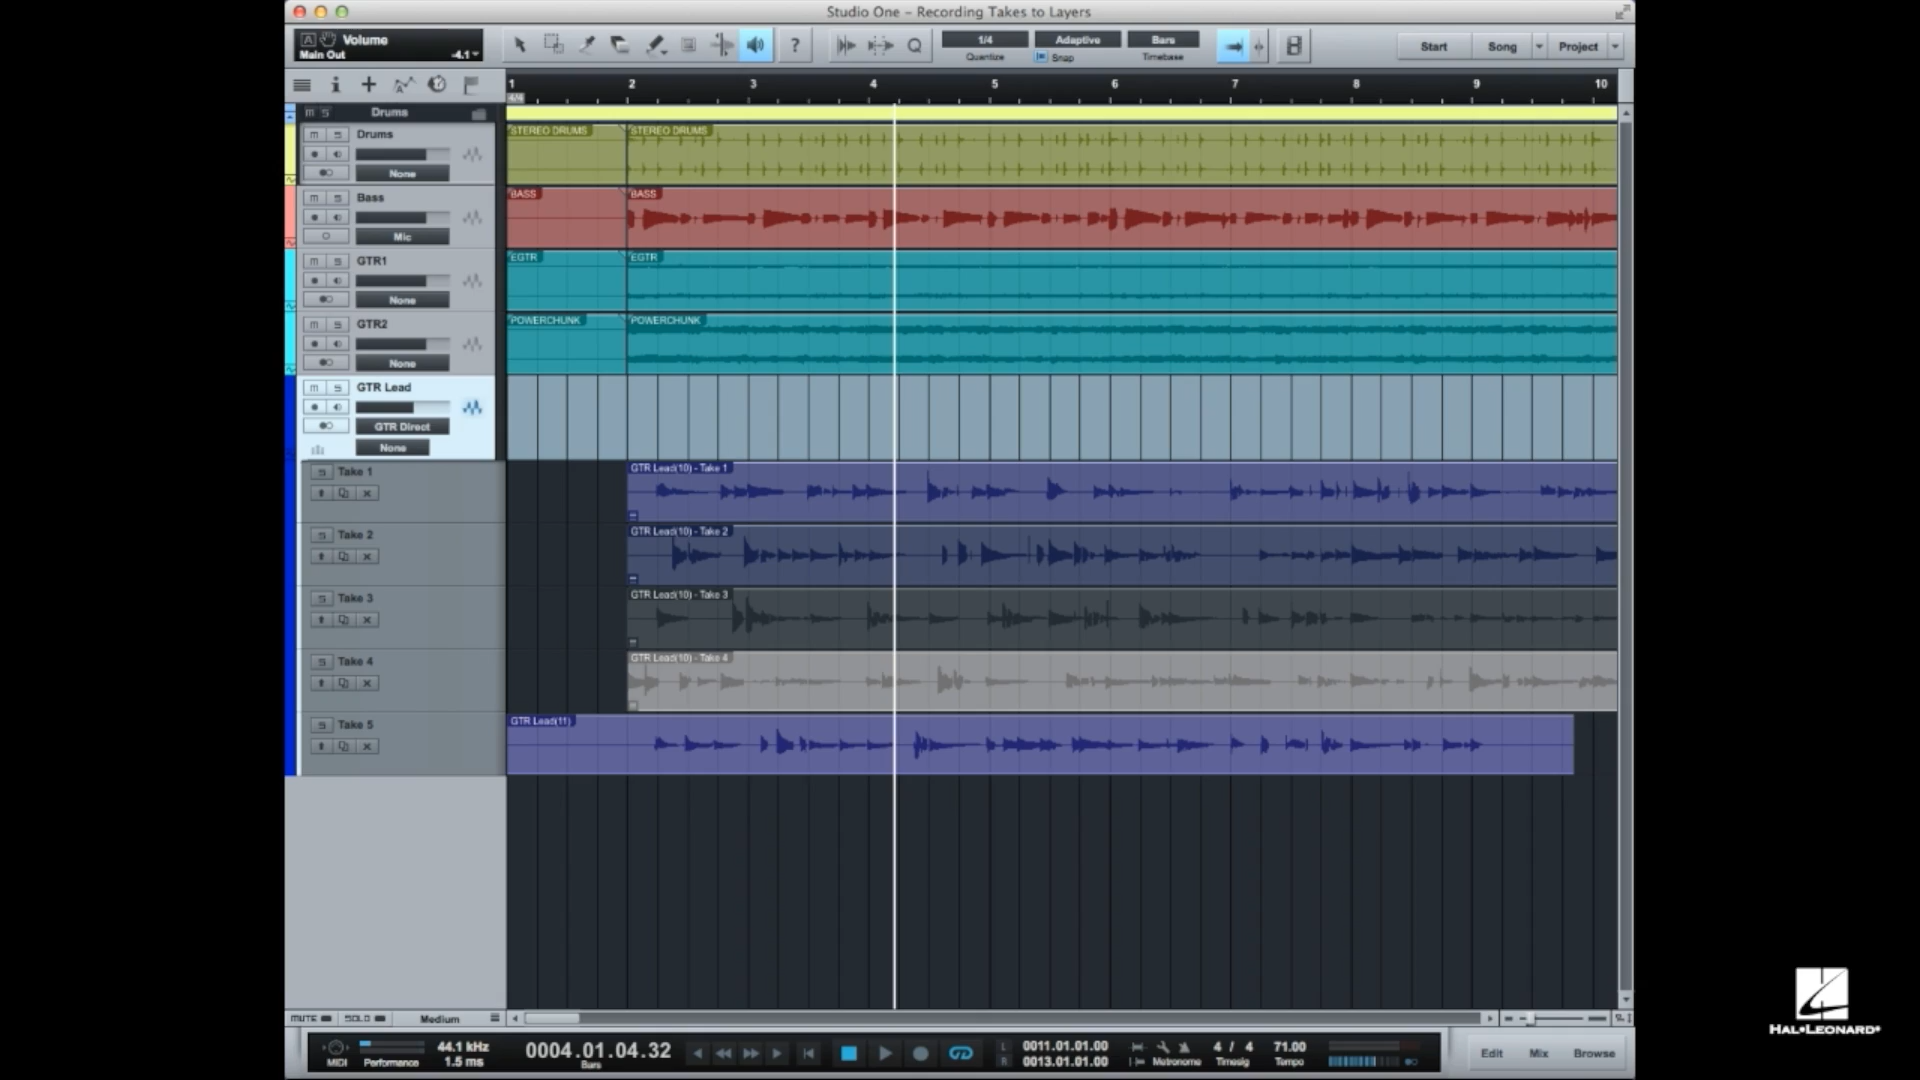 Studio One – Recording Takes to Layers
A Volume
Main Out -4.1
?
Q
1/4
Quantize
Adaptive
Snap
Bars
Timebase
Start Song Project
1 2 3 4 5 6 7 8 9 10
4/4
M S Drums
M S Drums
None
STEREO DRUMS STEREO DRUMS
M S Bass
Mic
BASS BASS
M S GTR1
None
EGTR EGTR
M S GTR2
None
POWERCHUNK POWERCHUNK
M S GTR Lead
GTR Direct
None
S Take 1
GTR Lead(10) - Take 1
S Take 2
GTR Lead(10) - Take 2
S Take 3
GTR Lead(10) - Take 3
S Take 4
GTR Lead(10) - Take 4
S Take 5
GTR Lead(11)
MUTE SOLO Medium
MIDI
Performance
44.1 kHz
1.5 ms
0004.01.04.32
Bars
L 0011.01.01.00
R 0013.01.01.00
Metronome
4 / 4
Timesig
71.00
Tempo
Edit Mix Browse
HAL•LEONARD®